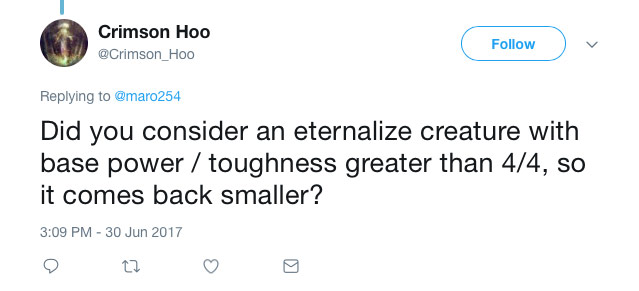 Crimson Hoo
@Crimson_Hoo
Follow
Replying to @maro254
Did you consider an eternalize creature with
base power / toughness greater than 4/4, so
it comes back smaller?
3:09 PM - 30 Jun 2017